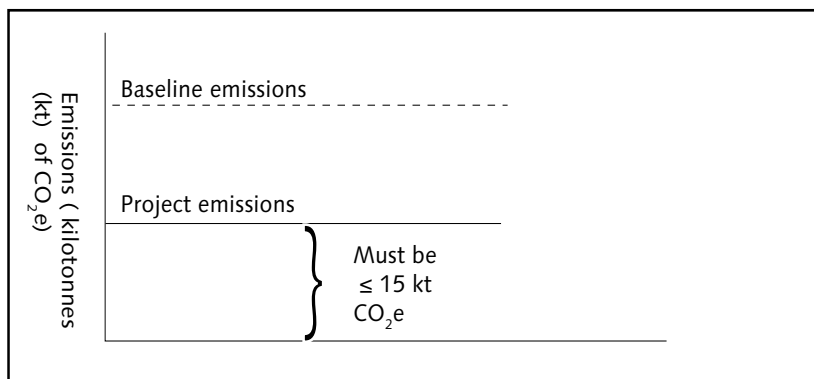 Emissions ( kilotonnes
(kt) of CO₂e)
Baseline emissions
Project emissions
Must be
≤ 15 kt
CO₂e